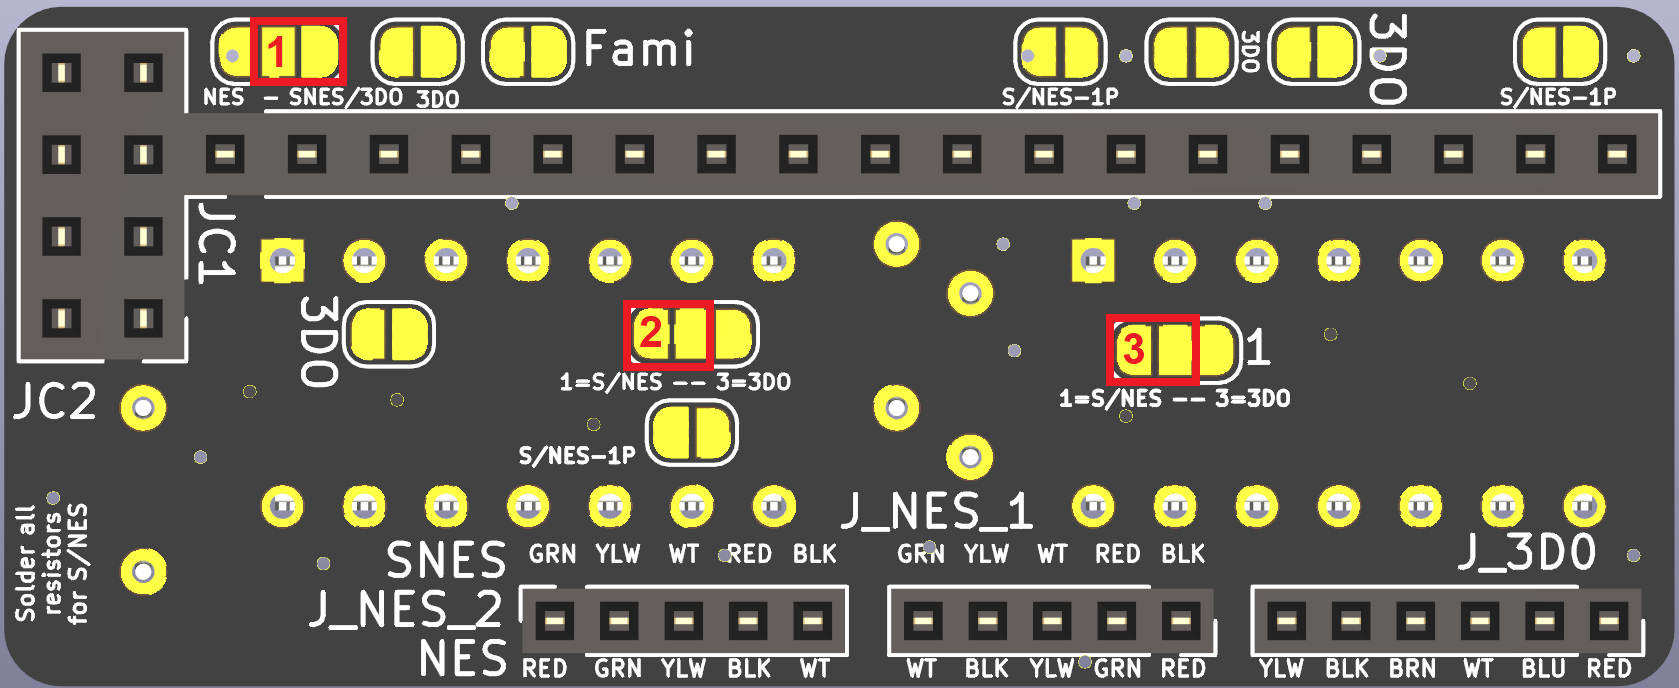 1
Fami
3DO
3DO
NES - SNES/3DO
3DO
S/NES-1P
S/NES-1P
JC1
3DO
2
3
1
1=S/NES -- 3=3DO
1=S/NES -- 3=3DO
JC2
S/NES-1P
Solder all
resistors
for S/NES
J_NES_1
SNES
GRN YLW WT RED BLK
GRN YLW WT RED BLK
J_3DO
J_NES_2
NES
RED GRN YLW BLK WT
WT BLK YLW GRN RED
YLW BLK BRN WT BLU RED